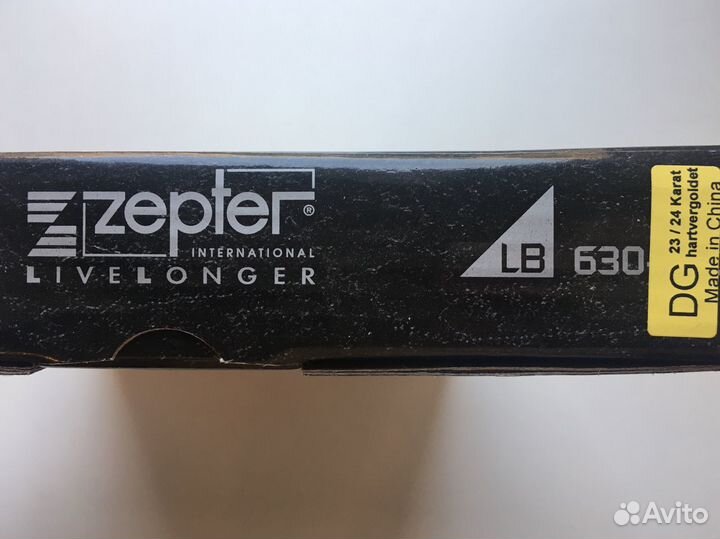 zepter®
INTERNATIONAL
LIVELONGER
LB 630-
DG
23 / 24 Karat
hartvergoldet
Made in China
Avito